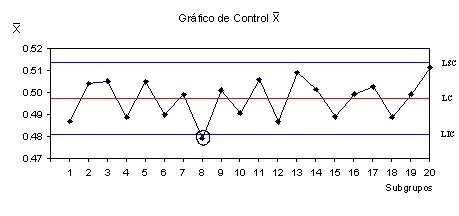 Gráfico de Control X̅
X̅
0.52
0.51
0.50
0.49
0.48
0.47
LSC
LC
LIC
1 2 3 4 5 6 7 8 9 10 11 12 13 14 15 16 17 18 19 20
Subgrupos